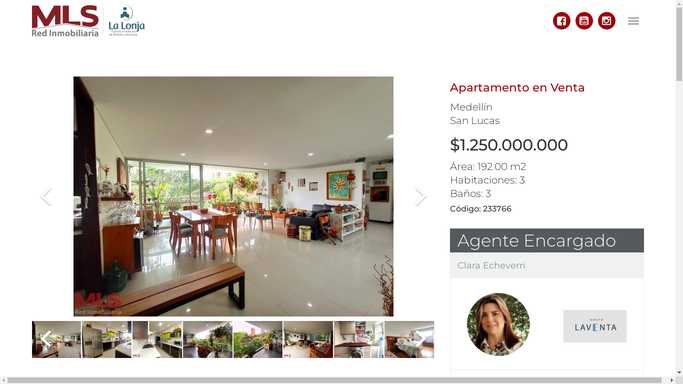 MLS
Red Inmobiliaria
La Lonja
Apartamento en Venta
Medellín
San Lucas
$1.250.000.000
Área: 192.00 m2
Habitaciones: 3
Baños: 3
Código: 233766
MLS
Red Inmobiliaria
Agente Encargado
Clara Echeverri
LAVENTA